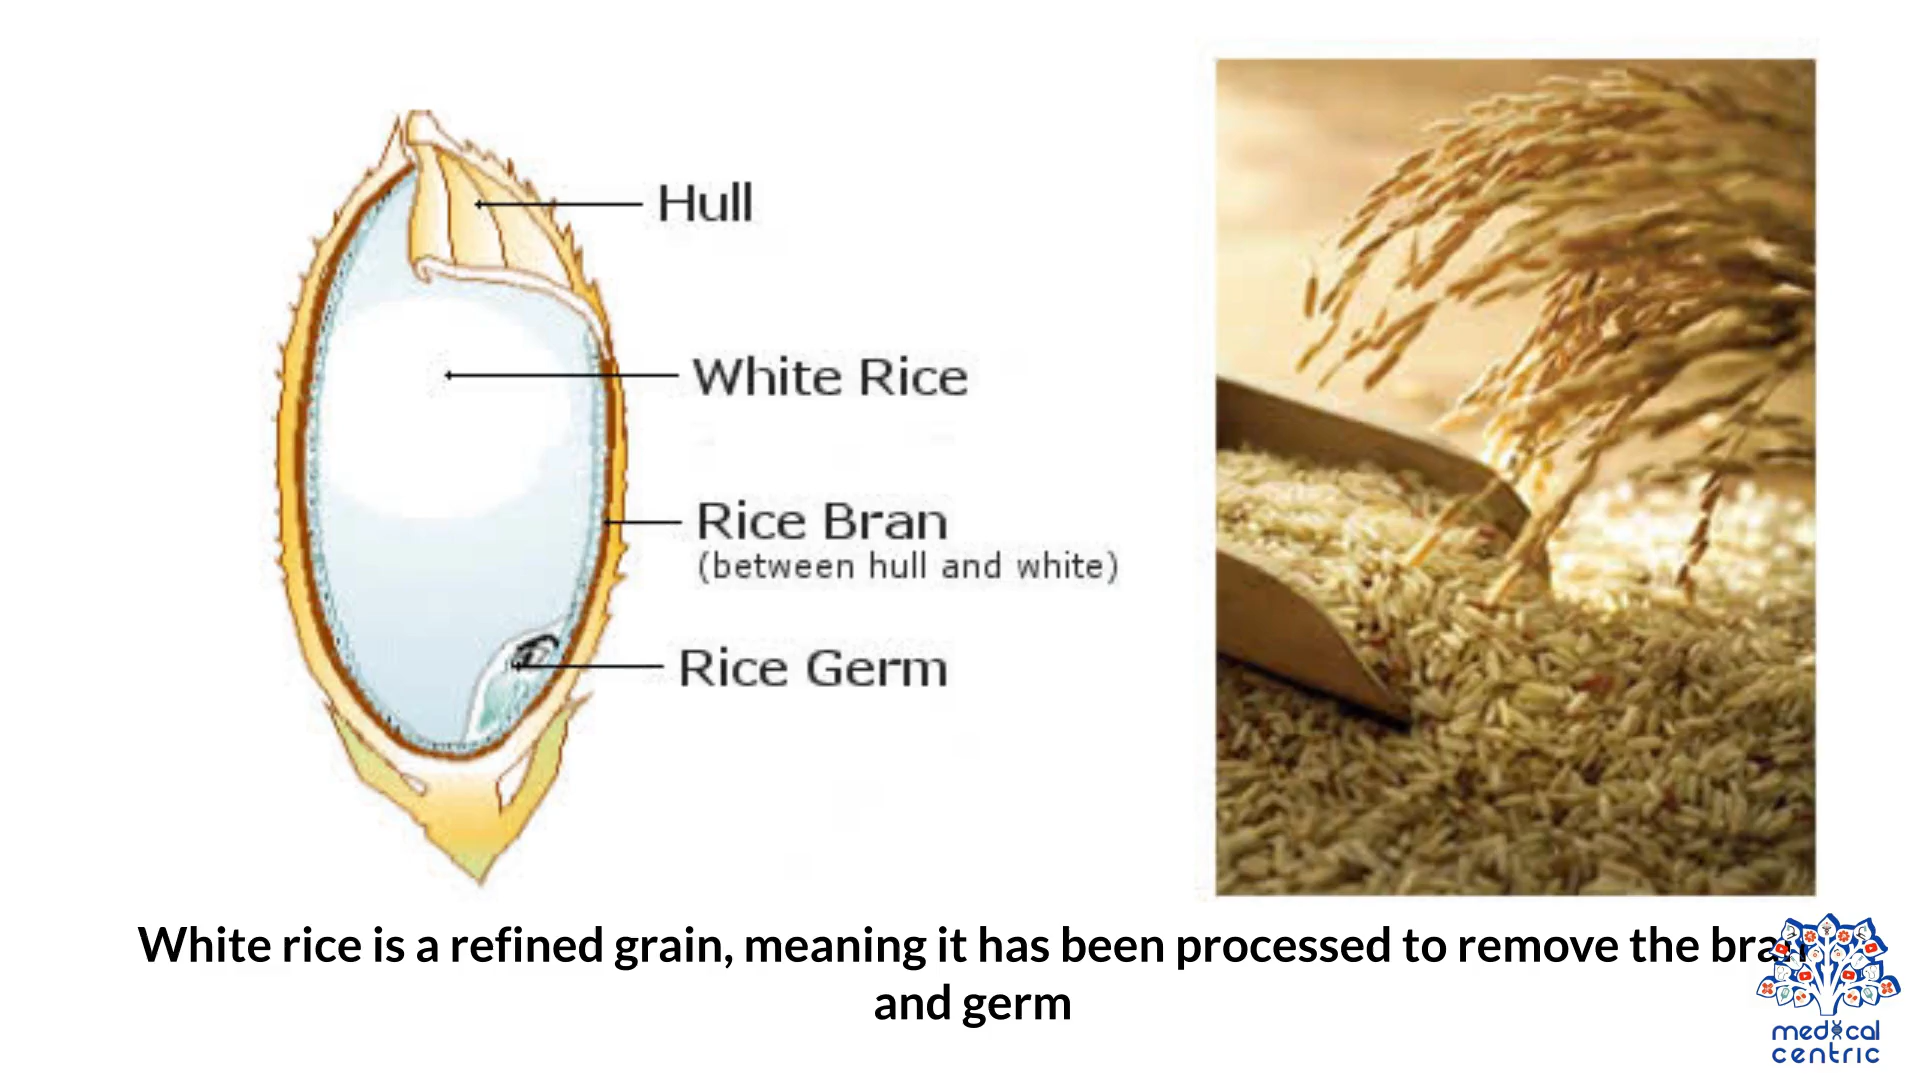 Hull
White Rice
Rice Bran
(between hull and white)
Rice Germ
White rice is a refined grain, meaning it has been processed to remove the bran
and germ
medical
centric